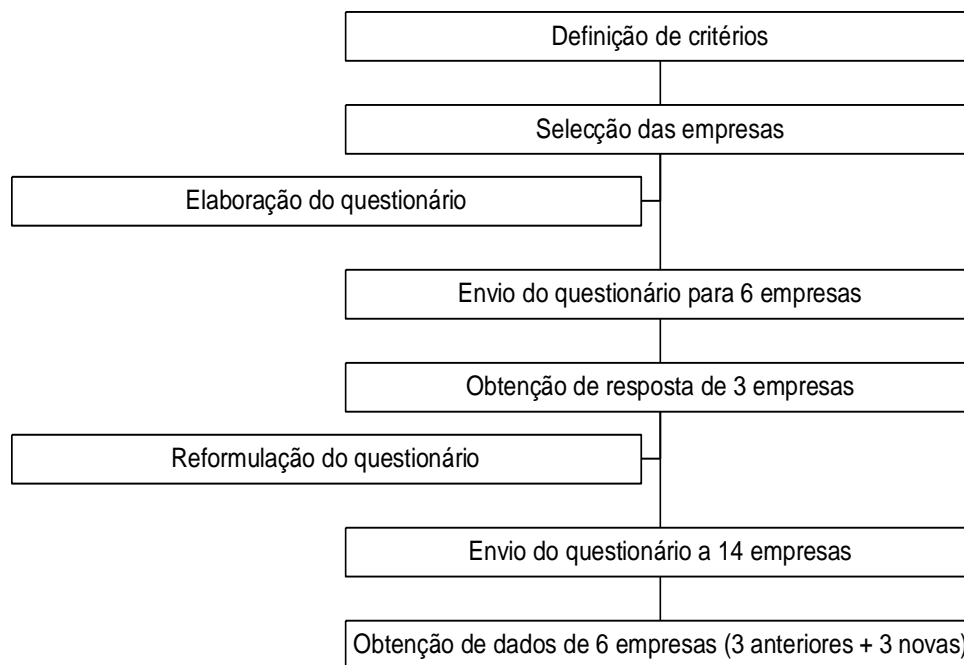 Definição de critérios
Selecção das empresas
Elaboração do questionário
Envio do questionário para 6 empresas
Obtenção de resposta de 3 empresas
Reformulação do questionário
Envio do questionário a 14 empresas
Obtenção de dados de 6 empresas (3 anteriores + 3 novas)